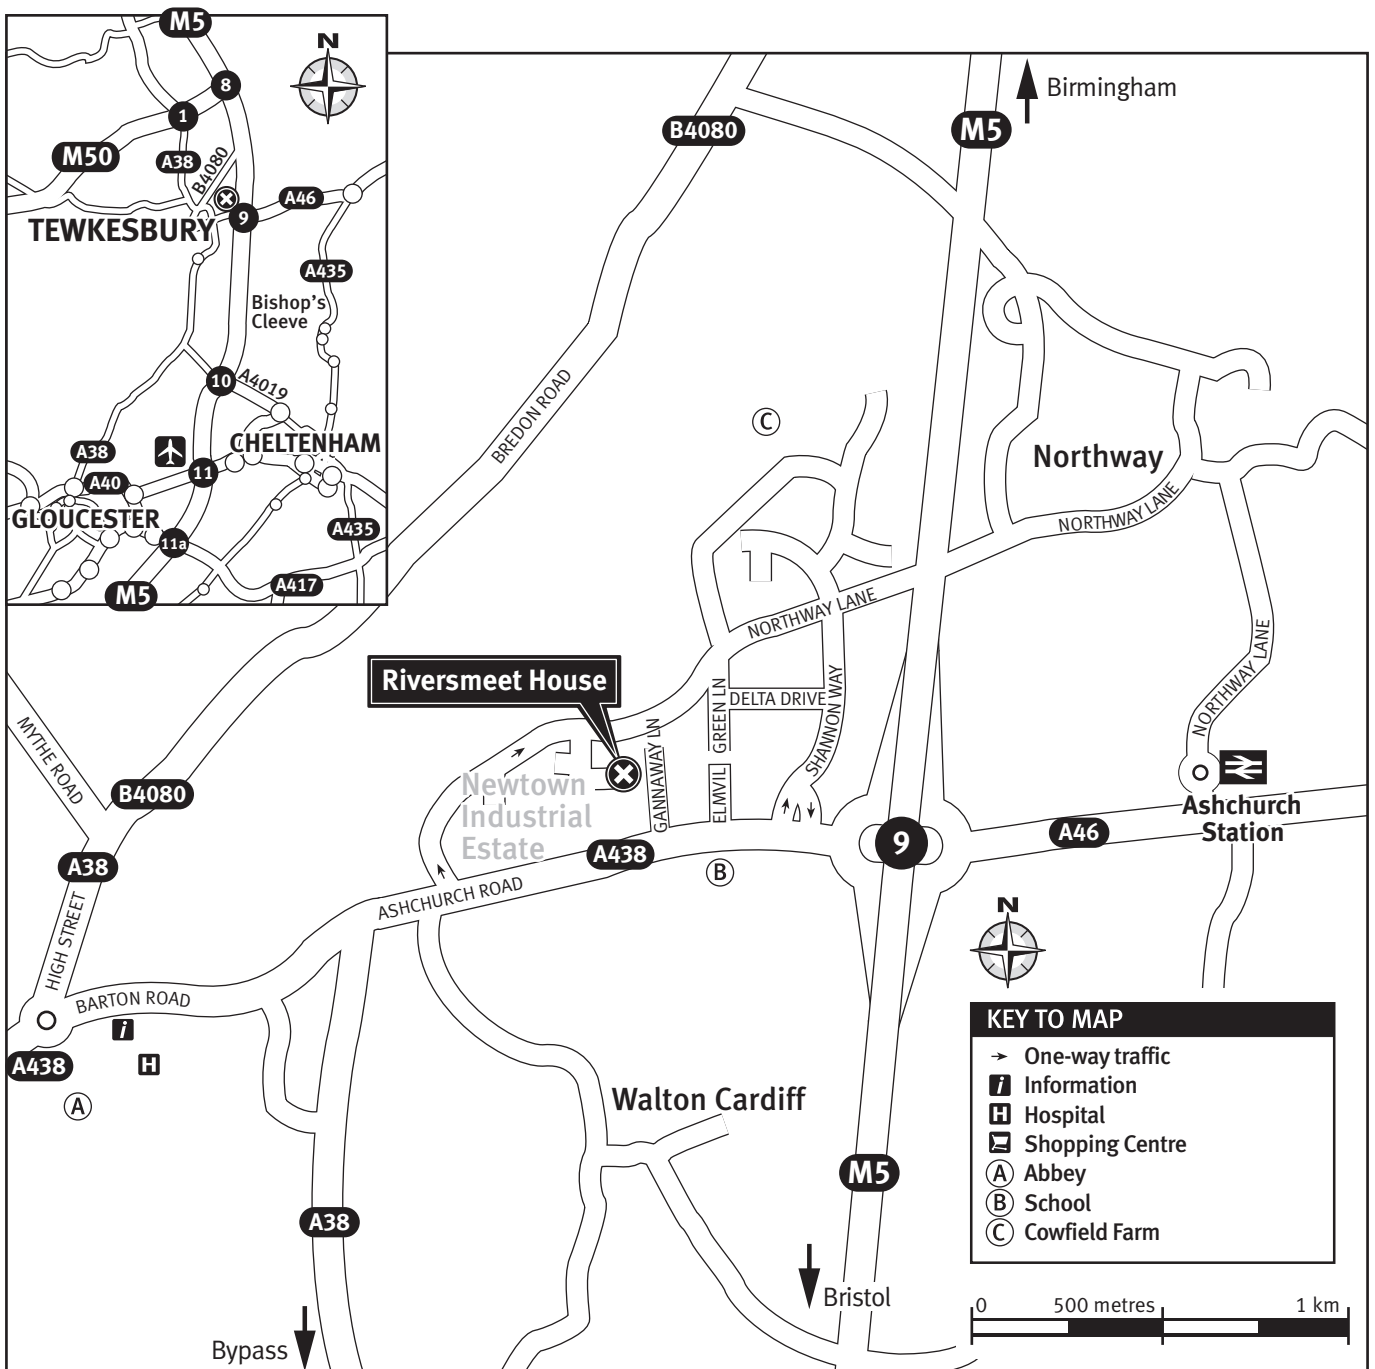 M5
N
8
1
M50
A38
B4080
A46
9
TEWKESBURY
A435
Bishop's
Cleeve
10
A4019
A38
CHELTENHAM
A40
11
GLOUCESTER
A435
11a
M5
A417
Birmingham
B4080
M5
BREDON ROAD
C
Northway
NORTHWAY LANE
NORTHWAY LANE
NORTHWAY LANE
Riversmeet House
DELTA DRIVE
GREEN LN
SHANNON WAY
GANNAWAY LN
ELMVIL
MYTHE ROAD
B4080
Newtown
Industrial
Estate
Ashchurch
Station
A46
9
A438
B
A38
ASHCHURCH ROAD
HIGH STREET
N
BARTON ROAD
i
H
A438
A
Walton Cardiff
M5
A38
Bristol
Bypass
KEY TO MAP
One-way traffic
i Information
H Hospital
Shopping Centre
A Abbey
B School
C Cowfield Farm
0 500 metres 1 km